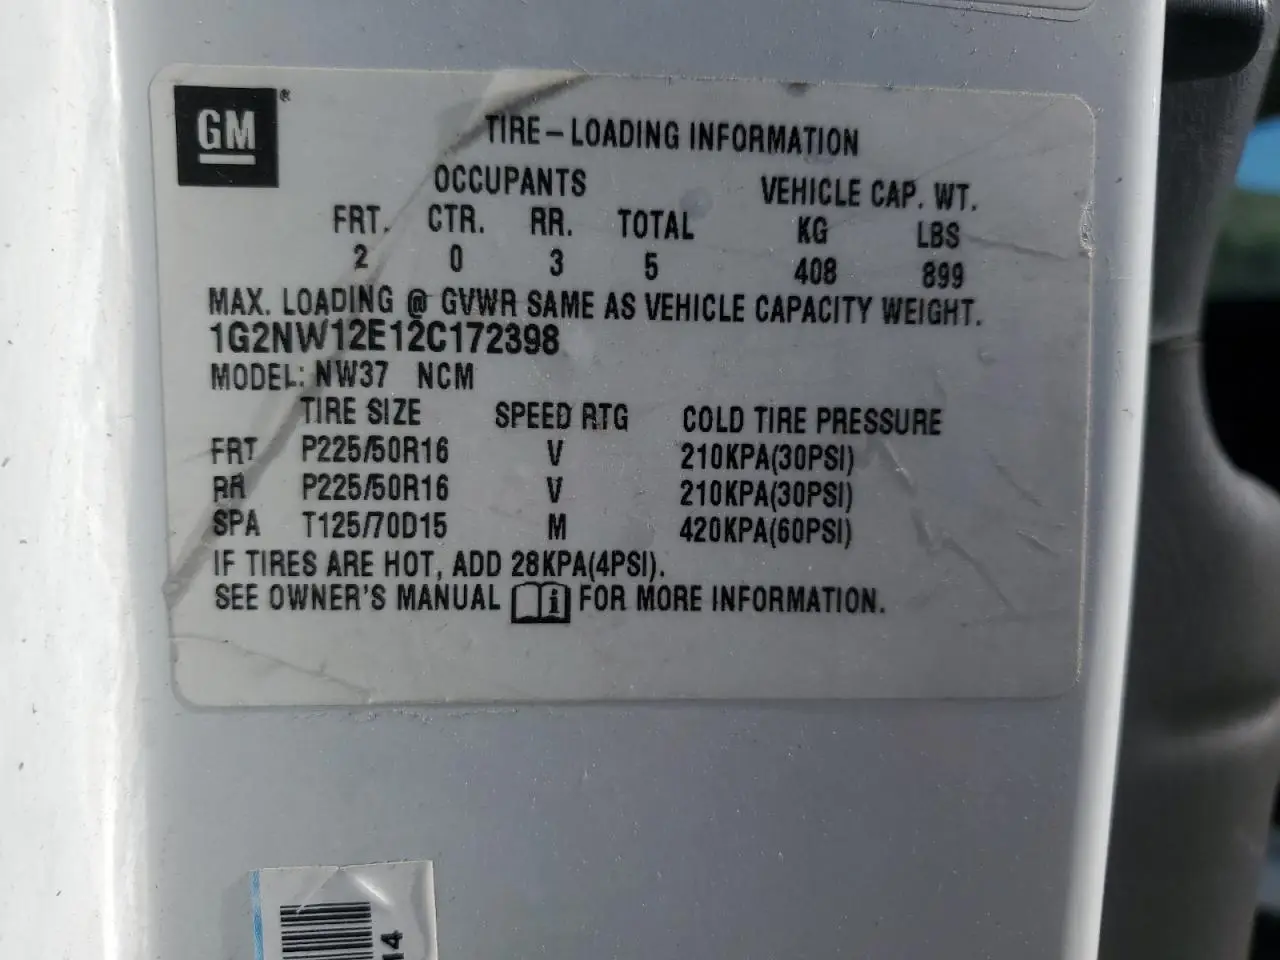 GM ®
TIRE-LOADING INFORMATION
OCCUPANTS VEHICLE CAP. WT.
FRT. CTR. RR. TOTAL KG LBS
2 0 3 5 408 899
MAX. LOADING @ GVWR SAME AS VEHICLE CAPACITY WEIGHT.
1G2NW12E12C172398
MODEL: NW37 NCM
TIRE SIZE SPEED RTG COLD TIRE PRESSURE
FRT P225/50R16 V 210KPA(30PSI)
RR P225/50R16 V 210KPA(30PSI)
SPA T125/70D15 M 420KPA(60PSI)
IF TIRES ARE HOT, ADD 28KPA(4PSI).
SEE OWNER'S MANUAL i FOR MORE INFORMATION.
14